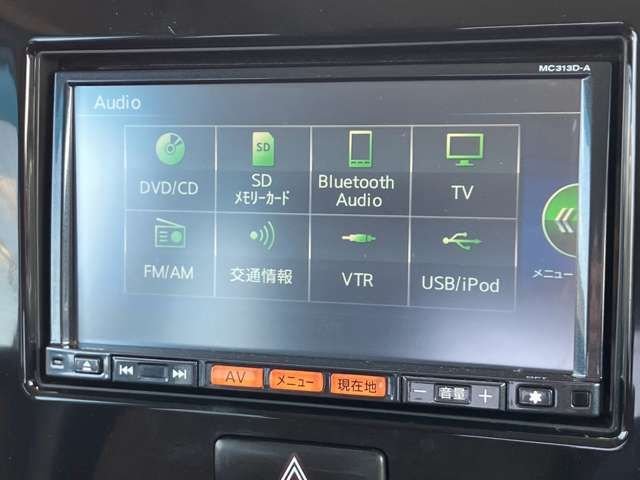 MC313D-A
Audio
DVD/CD
SD
SD
メモリーカード
Bluetooth
Audio
TV
FM/AM
交通情報
VTR
USB/iPod
メニュー
AV
メニュー
現在地
音量